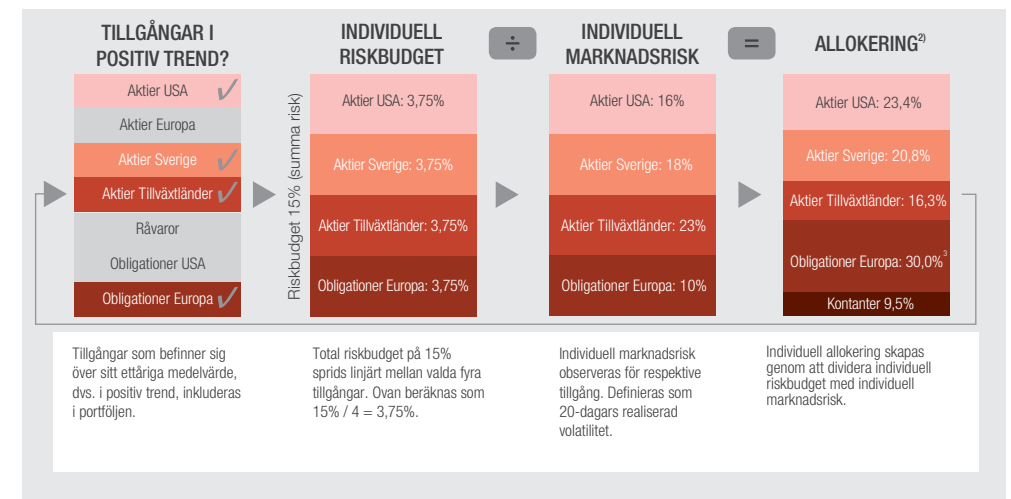 TILLGÅNGAR I
POSITIV TREND?
Aktier USA
Aktier Europa
Aktier Sverige
Aktier Tillväxtländer
Råvaror
Obligationer USA
Obligationer Europa
Tillgångar som befinner sig
över sitt ettåriga medelvärde,
dvs. i positiv trend, inkluderas
i portföljen.
INDIVIDUELL
RISKBUDGET
Riskbudget 15% (summa risk)
Aktier USA: 3,75%
Aktier Sverige: 3,75%
Aktier Tillväxtländer: 3,75%
Obligationer Europa: 3,75%
Total riskbudget på 15%
sprids linjärt mellan valda fyra
tillgångar. Ovan beräknas som
15% / 4 = 3,75%.
÷
INDIVIDUELL
MARKNADSRISK
Aktier USA: 16%
Aktier Sverige: 18%
Aktier Tillväxtländer: 23%
Obligationer Europa: 10%
Individuell marknadsrisk
observeras för respektive
tillgång. Definieras som
20-dagars realiserad
volatilitet.
=
ALLOKERING2)
Aktier USA: 23,4%
Aktier Sverige: 20,8%
Aktier Tillväxtländer: 16,3%
Obligationer Europa: 30,0%3
Kontanter 9,5%
Individuell allokering skapas
genom att dividera individuell
riskbudget med individuell
marknadsrisk.